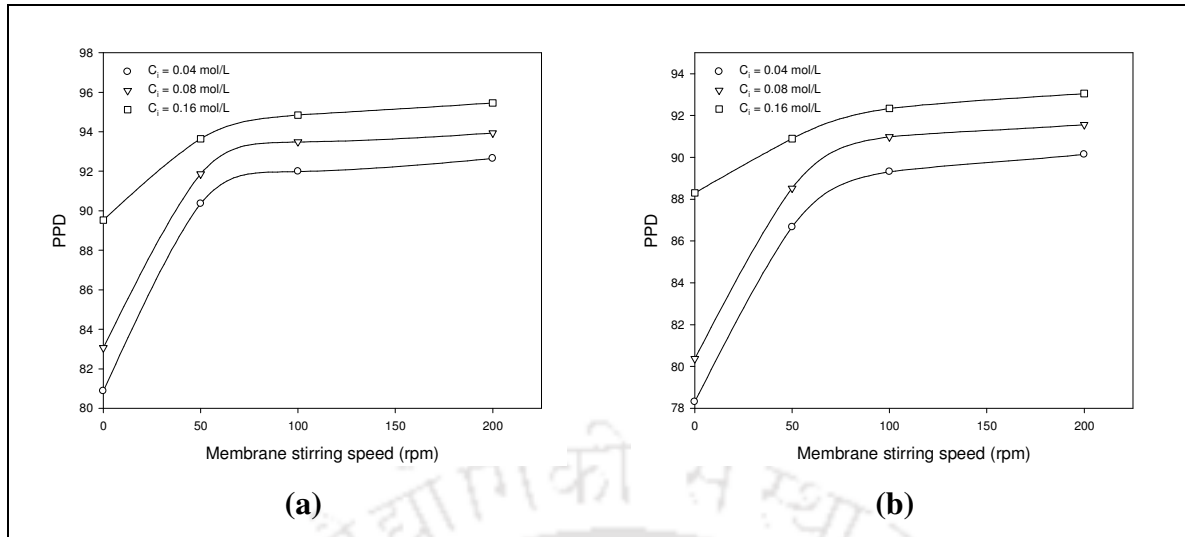 C_i = 0.04 mol/L
C_i = 0.08 mol/L
C_i = 0.16 mol/L
98
96
94
92
90
88
86
84
82
80
PPD
0
50
100
150
200
Membrane stirring speed (rpm)
(a)
C_i = 0.04 mol/L
C_i = 0.08 mol/L
C_i = 0.16 mol/L
94
92
90
88
86
84
82
80
78
PPD
0
50
100
150
200
Membrane stirring speed (rpm)
(b)